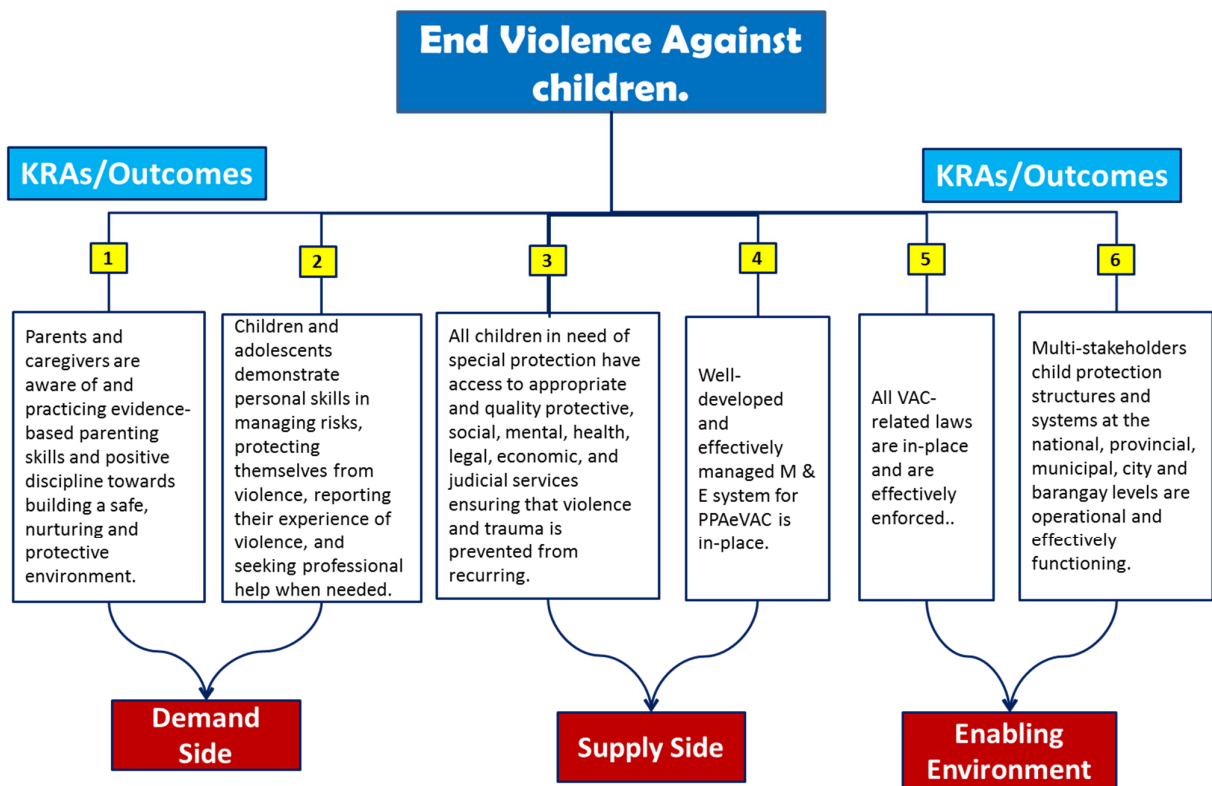 End Violence Against
children.
KRAs/Outcomes
KRAs/Outcomes
1
2
3
4
5
6
Parents and
caregivers are
aware of and
practicing evidence-
based parenting
skills and positive
discipline towards
building a safe,
nurturing and
protective
environment.
Children and
adolescents
demonstrate
personal skills in
managing risks,
protecting
themselves from
violence, reporting
their experience of
violence, and
seeking professional
help when needed.
All children in need of
special protection have
access to appropriate
and quality protective,
social, mental, health,
legal, economic, and
judicial services
ensuring that violence
and trauma is
prevented from
recurring.
Well-
developed
and
effectively
managed M &
E system for
PPAeVAC is
in-place.
All VAC-
related laws
are in-place
and are
effectively
enforced..
Multi-stakeholders
child protection
structures and
systems at the
national, provincial,
municipal, city and
barangay levels are
operational and
effectively
functioning.
Demand
Side
Supply Side
Enabling
Environment